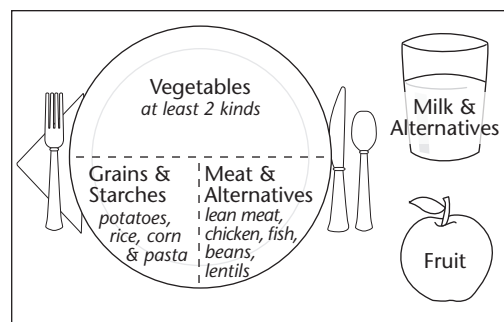 Vegetables
at least 2 kinds
Grains &
Starches
potatoes,
rice, corn
& pasta
Meat &
Alternatives
lean meat,
chicken, fish,
beans,
lentils
Milk &
Alternatives
Fruit